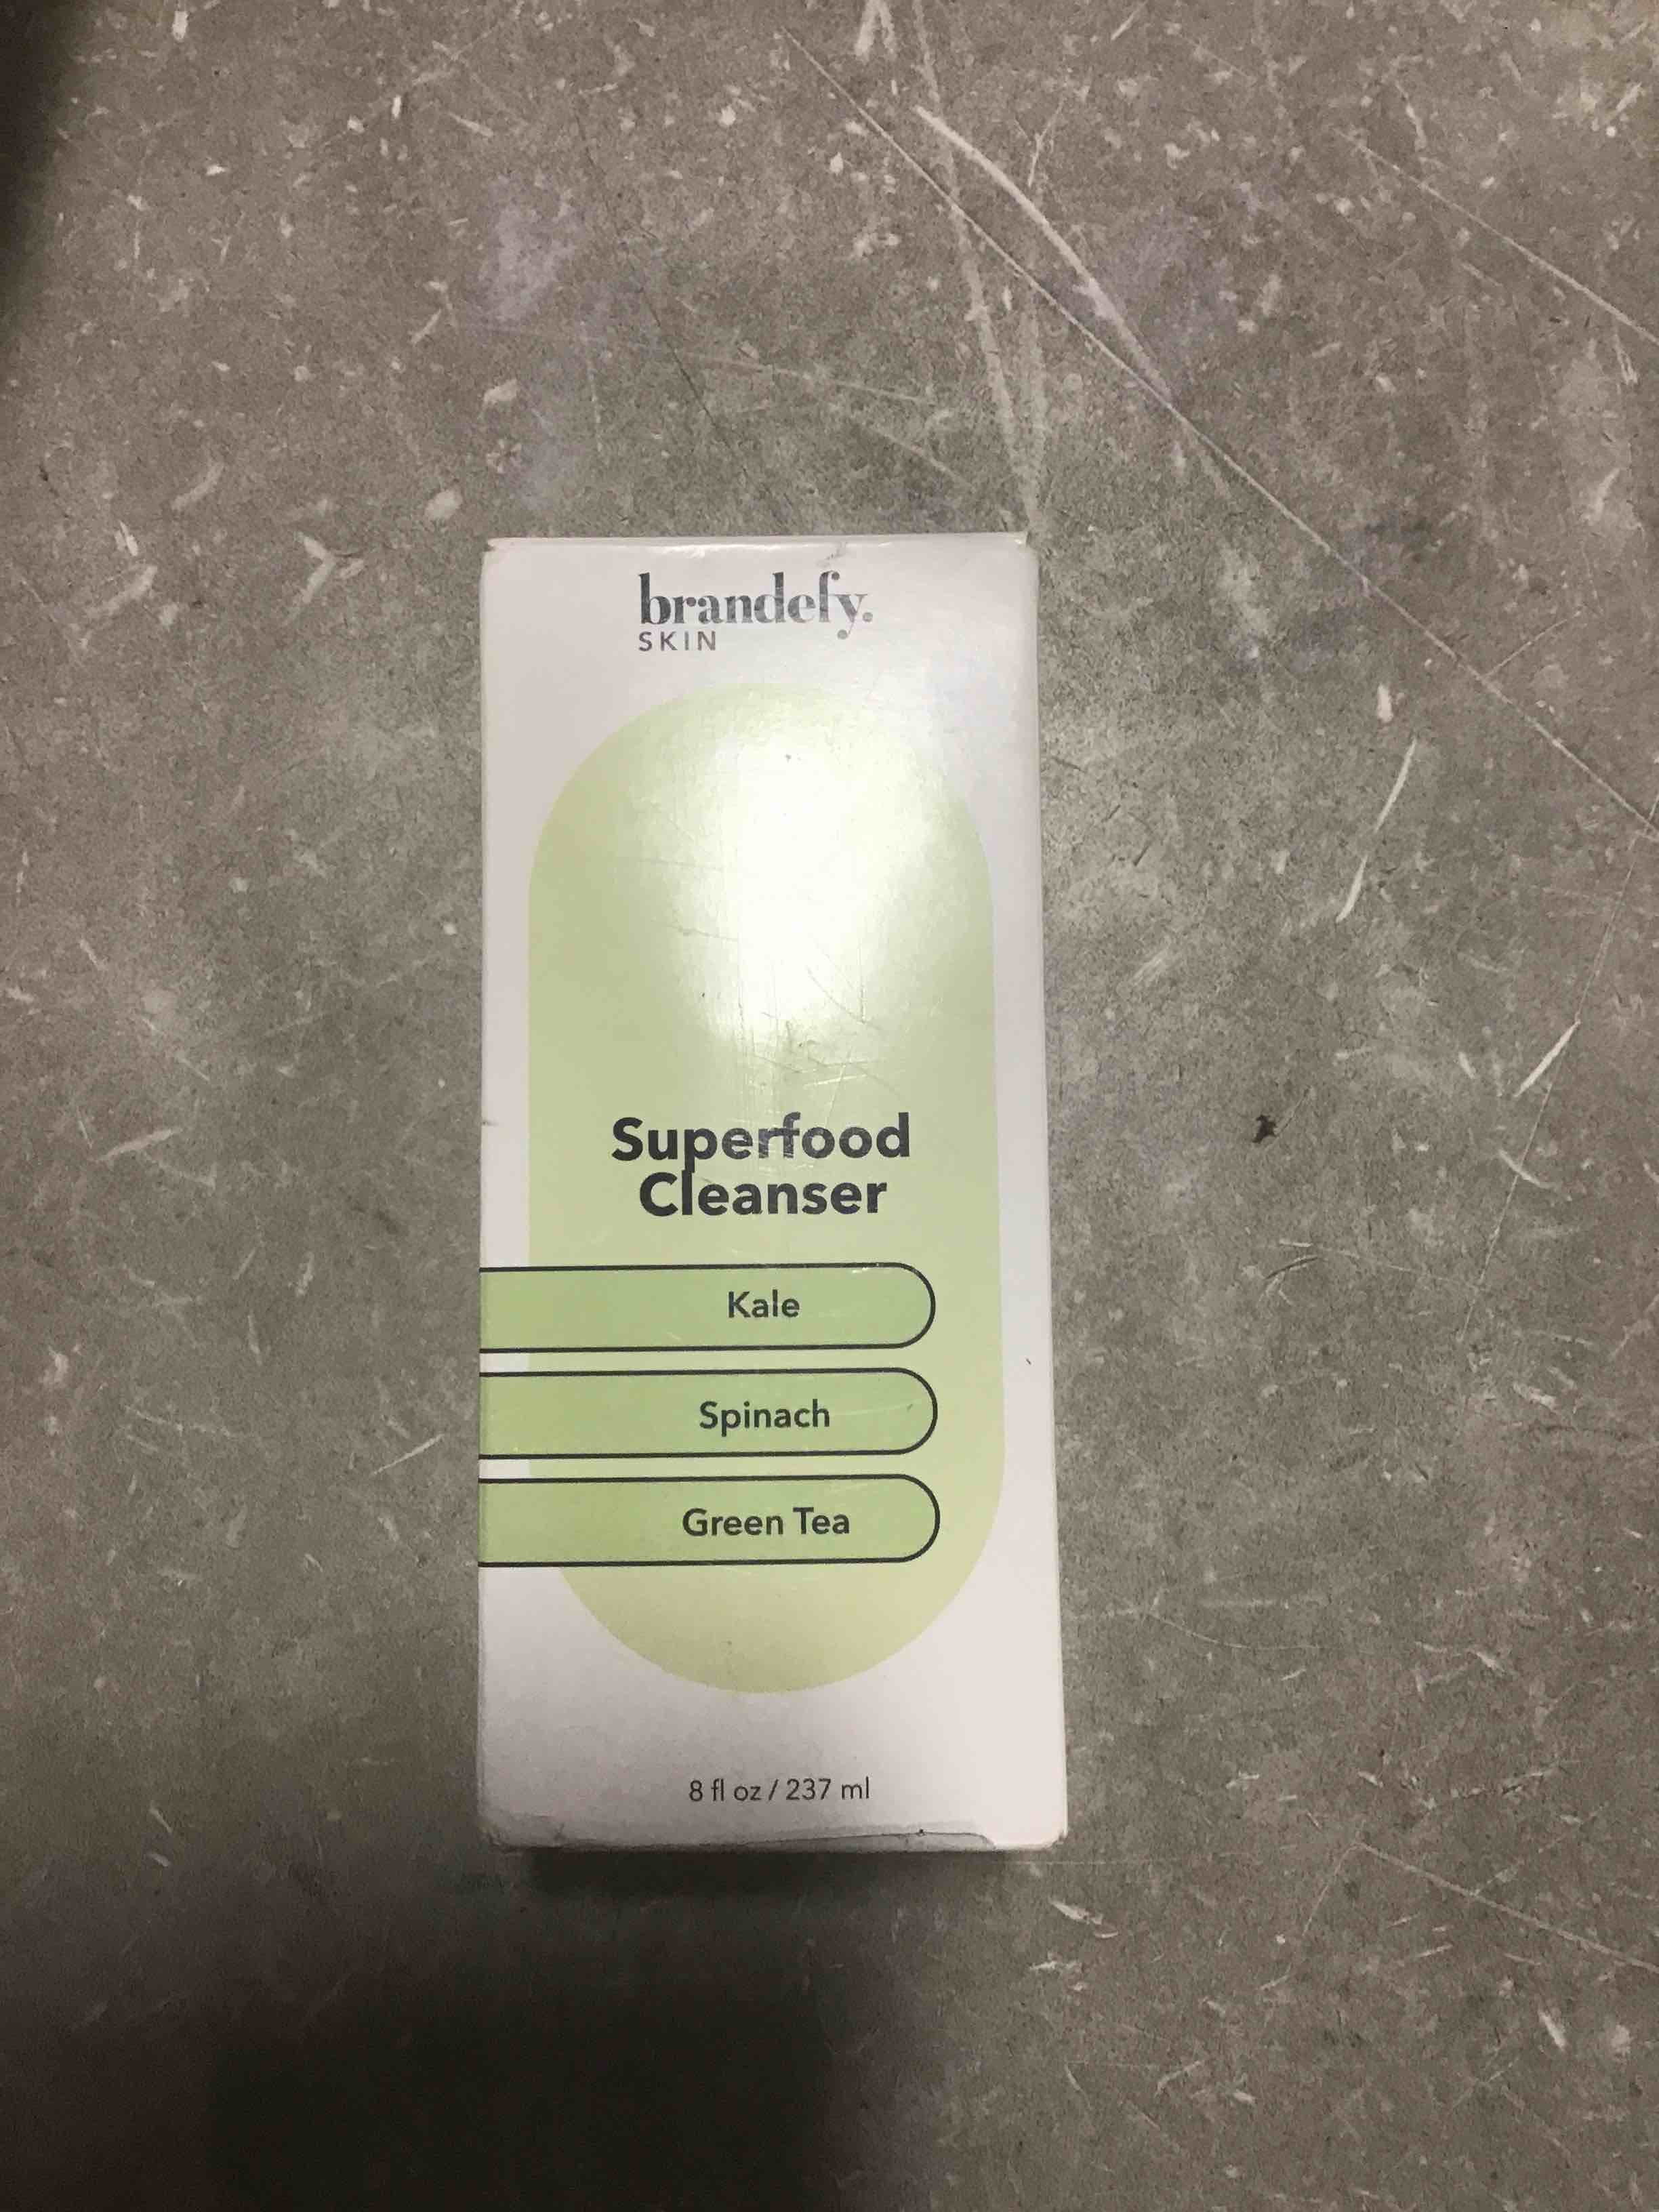 brandefy.
SKIN
Superfood
Cleanser
Kale
Spinach
Green Tea
8 fl oz / 237 ml